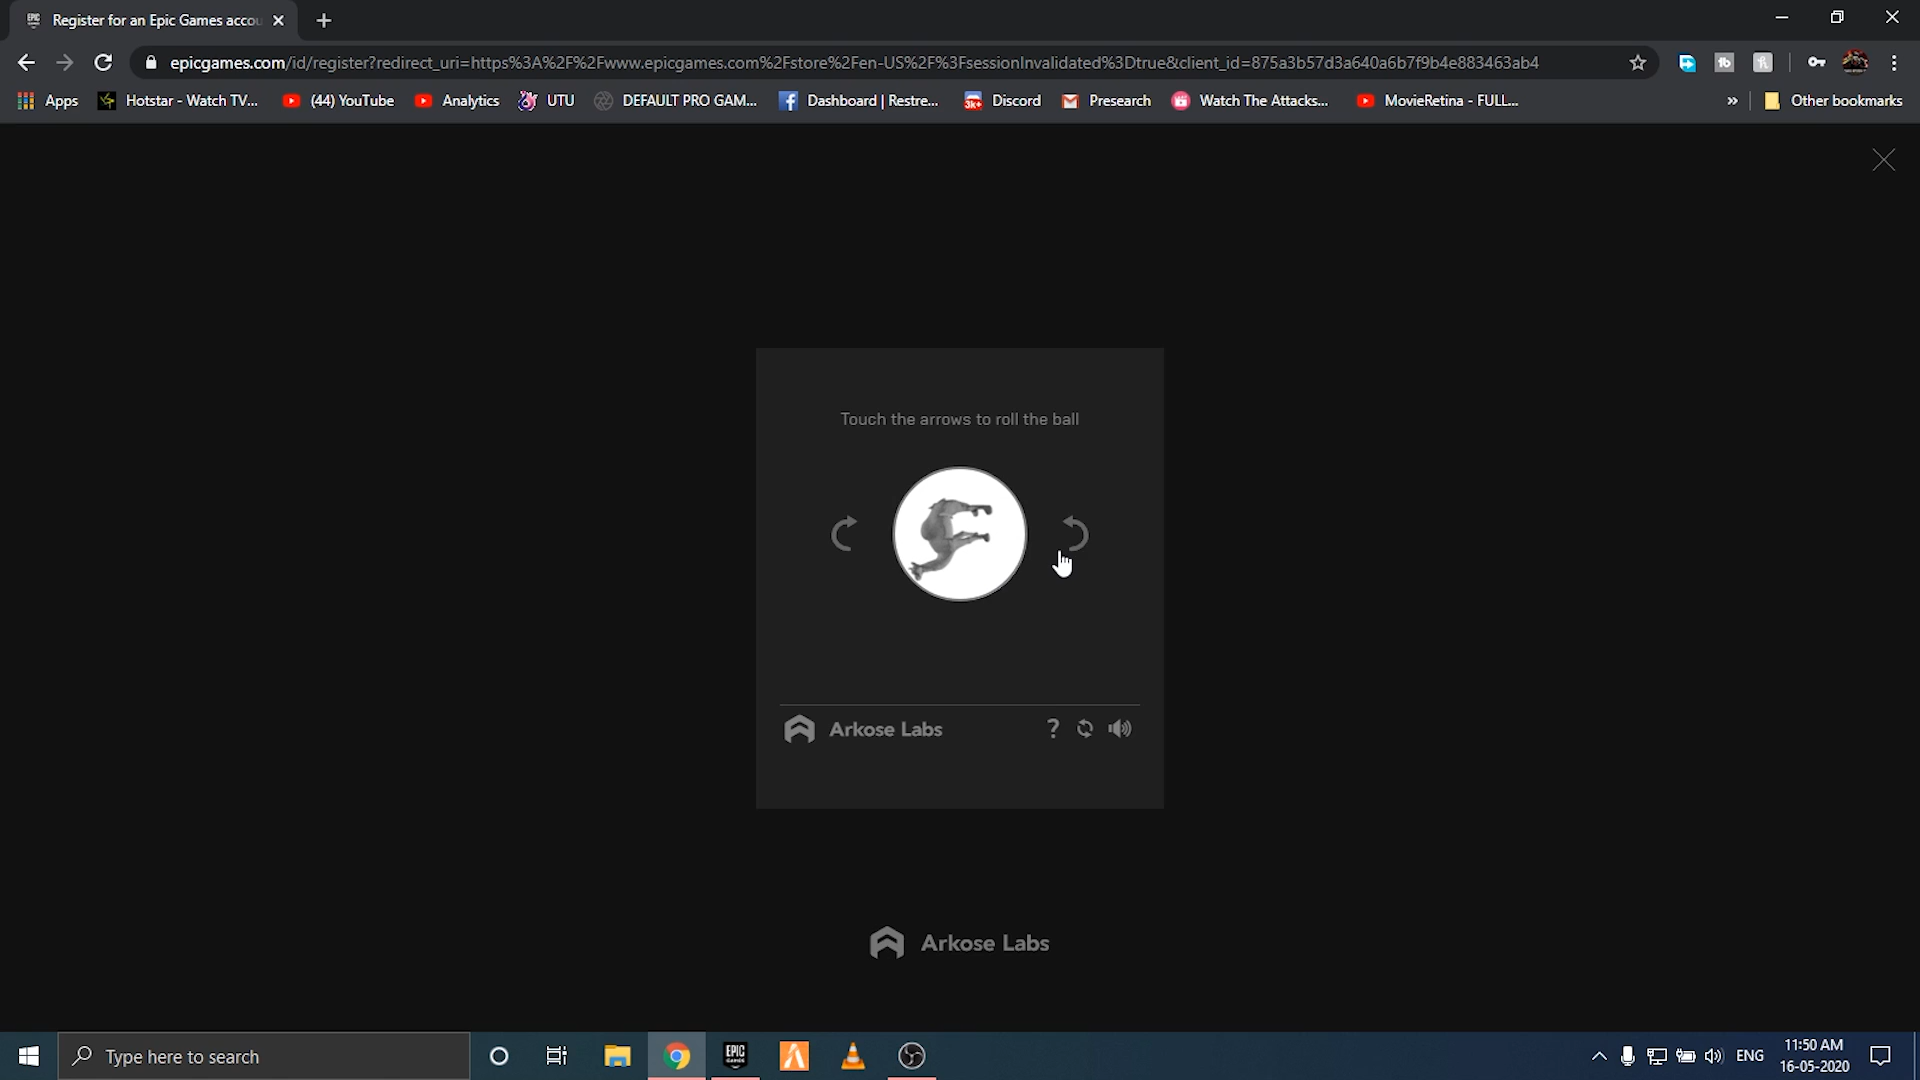 Register for an Epic Games accou
epicgames.com/id/register?redirect_uri=https%3A%2F%2Fwww.epicgames.com%2Fstore%2Fen-US%2F%3FsessionInvalidated%3Dtrue&client_id=875a3b57d3a640a6b7f9b4e883463ab4
Apps Hotstar - Watch TV... (44) YouTube Analytics UTU DEFAULT PRO GAM... Dashboard | Restre... 3k+ Discord Presearch Watch The Attacks... MovieRetina - FULL... » Other bookmarks
Touch the arrows to roll the ball
Arkose Labs ?
Arkose Labs
Type here to search
EPIC GAMES
ENG
11:50 AM
16-05-2020